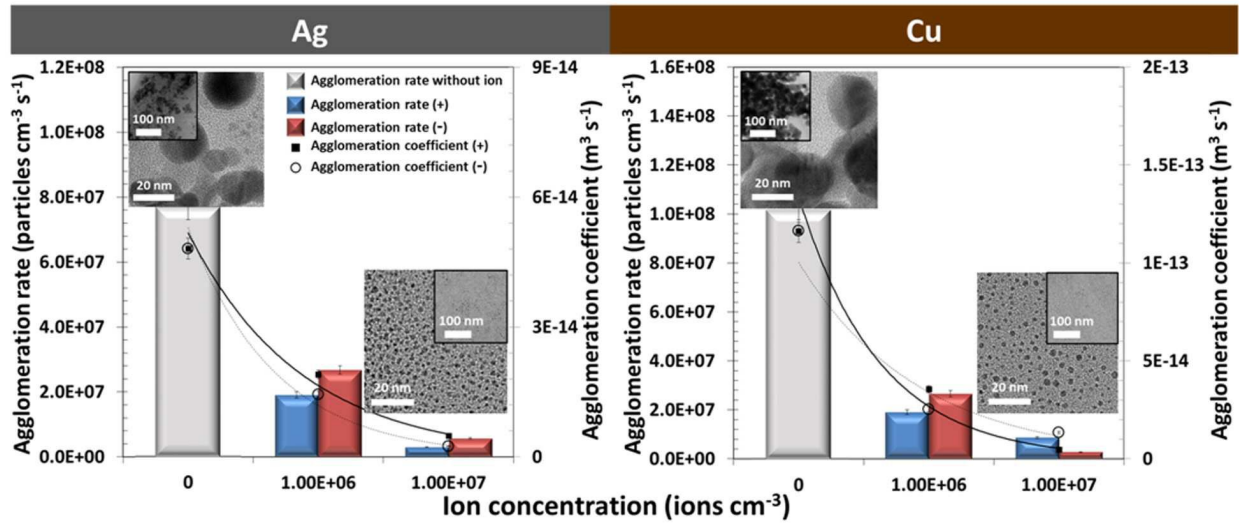 Ag
Cu
1.2E+08
1.0E+08
8.0E+07
6.0E+07
4.0E+07
2.0E+07
0.0E+00
Agglomeration rate (particles cm-3 s-1)
100 nm
20 nm
Agglomeration rate without ion
Agglomeration rate (+)
Agglomeration rate (-)
Agglomeration coefficient (+)
Agglomeration coefficient (-)
100 nm
20 nm
9E-14
6E-14
3E-14
0
Agglomeration coefficient (m3 s-1)
0
1.00E+06
1.00E+07
1.6E+08
1.4E+08
1.2E+08
1.0E+08
8.0E+07
6.0E+07
4.0E+07
2.0E+07
0.0E+00
Agglomeration rate (particles cm-3 s-1)
100 nm
20 nm
100 nm
20 nm
2E-13
1.5E-13
1E-13
5E-14
0
Agglomeration coefficient (m3 s-1)
0
1.00E+06
1.00E+07
Ion concentration (ions cm-3)